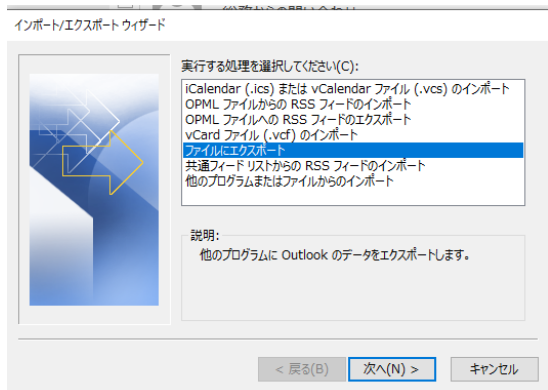 インポート/エクスポート ウィザード
実行する処理を選択してください(C):
iCalendar (.ics) または vCalendar ファイル (.vcs) のインポート
OPML ファイルからの RSS フィードのインポート
OPML ファイルへの RSS フィードのエクスポート
vCard ファイル (.vcf) のインポート
ファイルにエクスポート
共通フィード リストからの RSS フィードのインポート
他のプログラムまたはファイルからのインポート
説明:
他のプログラムに Outlook のデータをエクスポートします。
< 戻る(B)
次へ(N) >
キャンセル